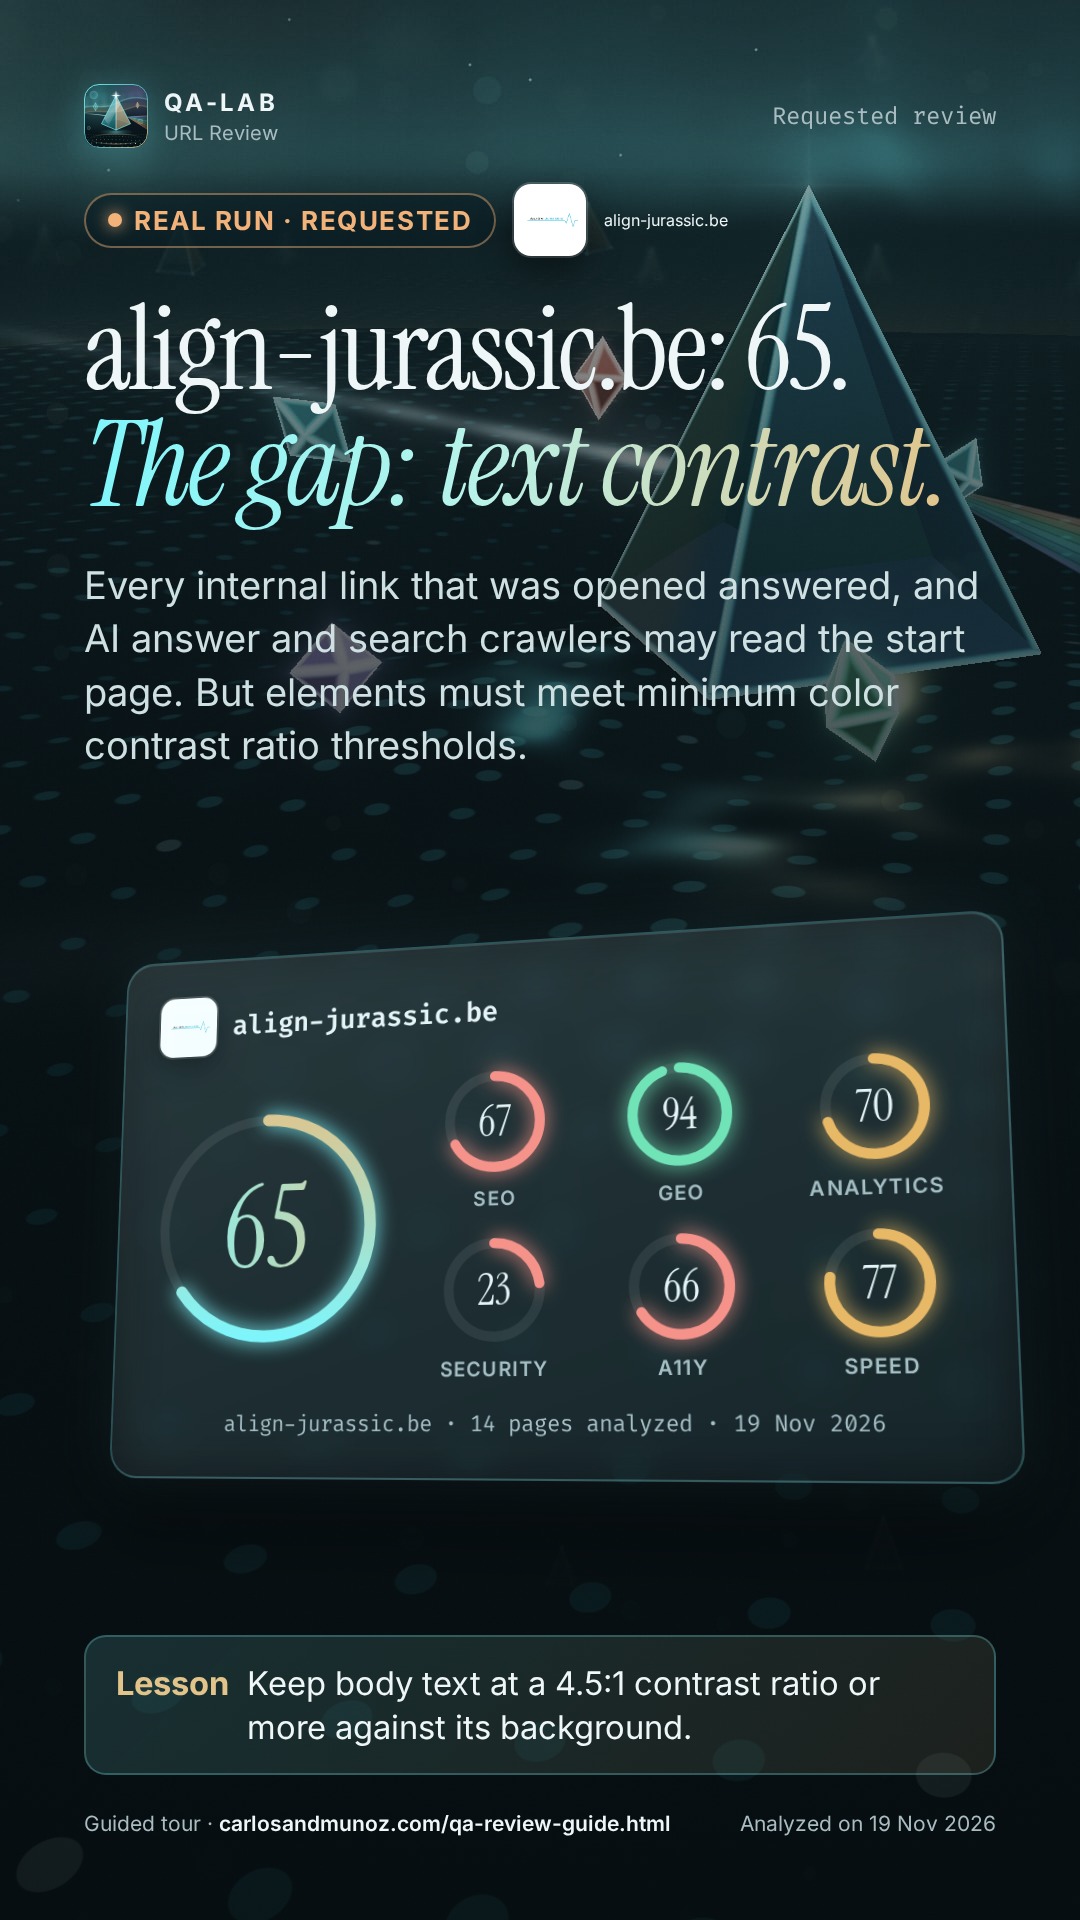 QA-LAB
URL Review
Requested review
REAL RUN · REQUESTED
align-jurassic.be
align-jurassic.be: 65.
The gap: text contrast.
Every internal link that was opened answered, and
AI answer and search crawlers may read the start
page. But elements must meet minimum color
contrast ratio thresholds.
align-jurassic.be
65
67
SEO
94
GEO
70
ANALYTICS
23
SECURITY
66
A11Y
77
SPEED
align-jurassic.be · 14 pages analyzed · 19 Nov 2026
Lesson Keep body text at a 4.5:1 contrast ratio or
more against its background.
Guided tour · carlosandmunoz.com/qa-review-guide.html
Analyzed on 19 Nov 2026